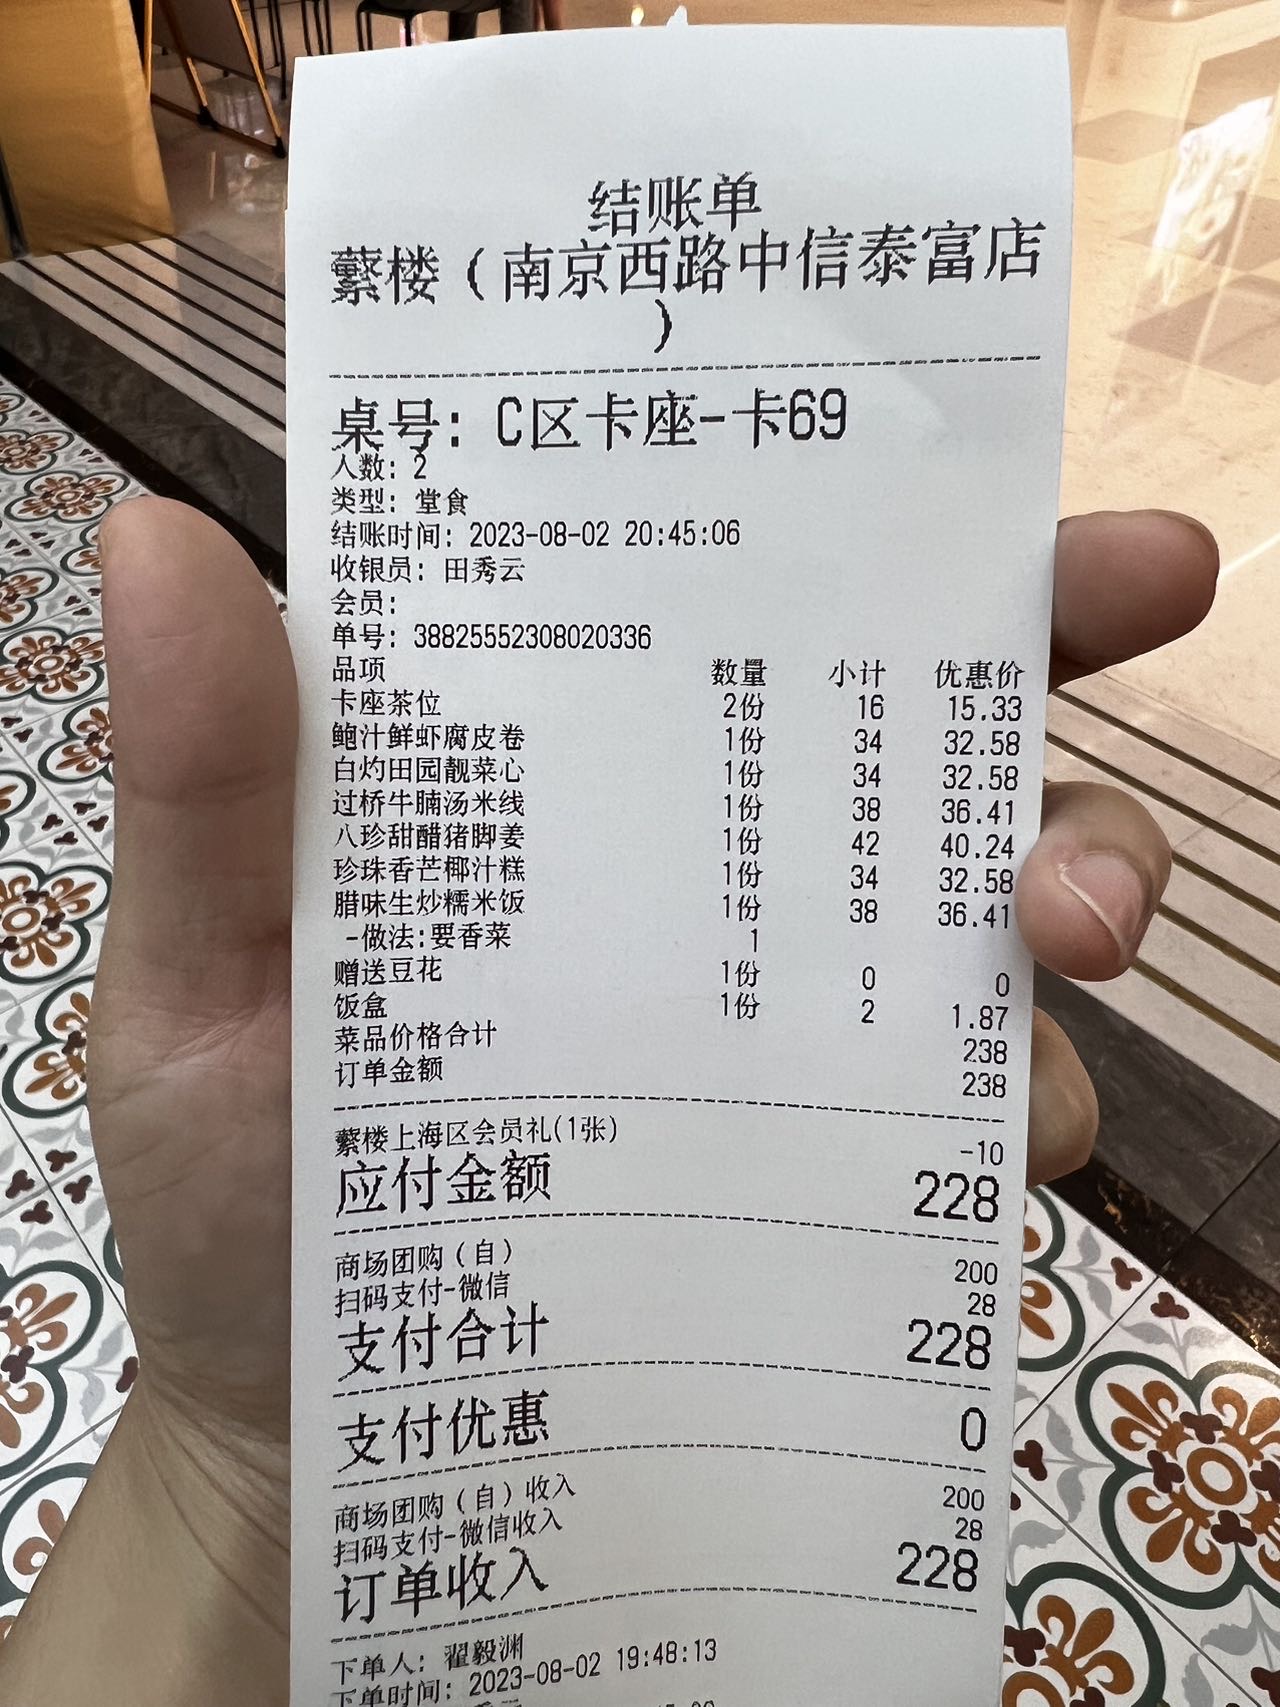 结账单
蘩楼（南京西路中信泰富店
）
桌号: C区卡座-卡69
人数: 2
类型: 堂食
结账时间: 2023-08-02 20:45:06
收银员: 田秀云
会员:
单号: 38825552308020336
品项 数量 小计 优惠价
卡座茶位 2份 16 15.33
鲍汁鲜虾腐皮卷 1份 34 32.58
白灼田园靓菜心 1份 34 32.58
过桥牛腩汤米线 1份 38 36.41
八珍甜醋猪脚姜 1份 42 40.24
珍珠香芒椰汁糕 1份 34 32.58
腊味生炒糯米饭 1份 38 36.41
-做法:要香菜 1
赠送豆花 1份 0 0
饭盒 1份 2 1.87
菜品价格合计 238
订单金额 238
蘩楼上海区会员礼(1张) -10
应付金额 228
商场团购（自） 200
扫码支付-微信 28
支付合计 228
支付优惠 0
商场团购（自）收入 200
扫码支付-微信收入 28
订单收入 228
下单人: 翟毅渊
下单时间: 2023-08-02 19:48:13